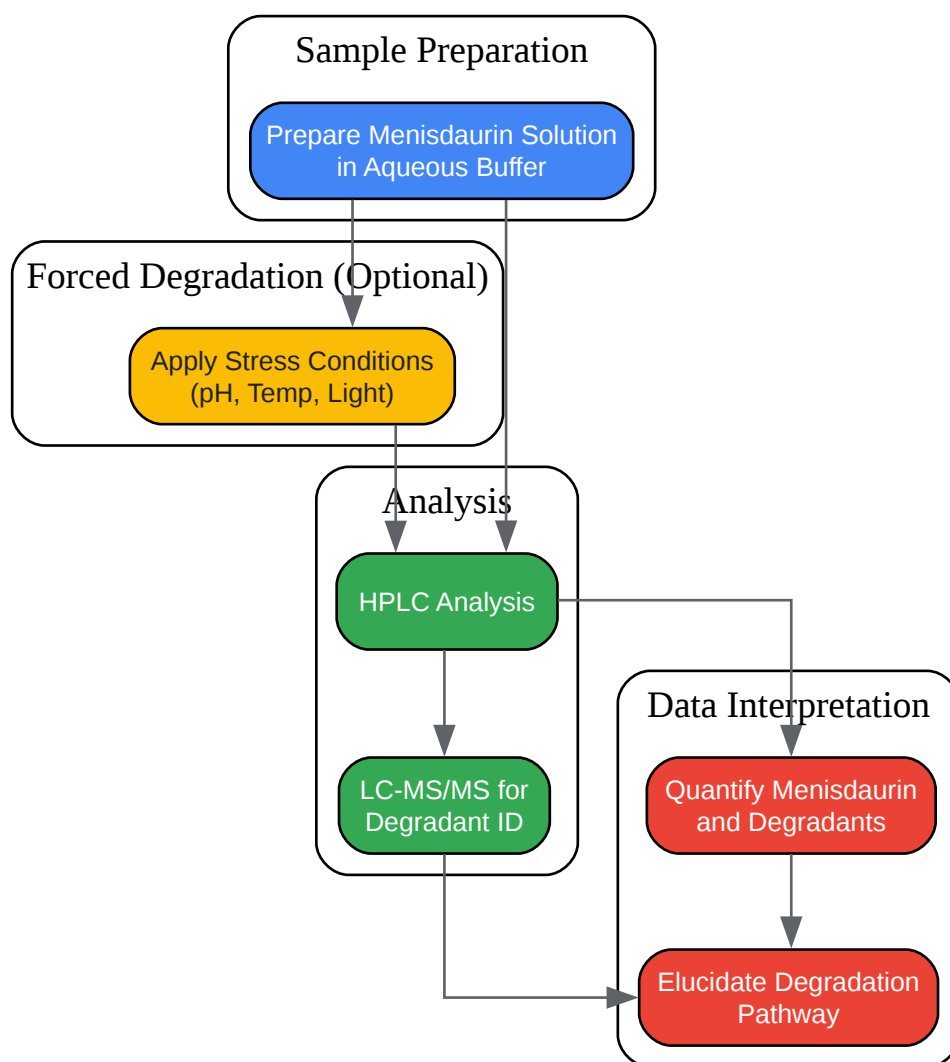 Sample Preparation
Prepare Menisdaurin Solution
in Aqueous Buffer
Forced Degradation (Optional)
Apply Stress Conditions
(pH, Temp, Light)
Analysis
HPLC Analysis
LC-MS/MS for
Degradant ID
Data Interpretation
Quantify Menisdaurin
and Degradants
Elucidate Degradation
Pathway